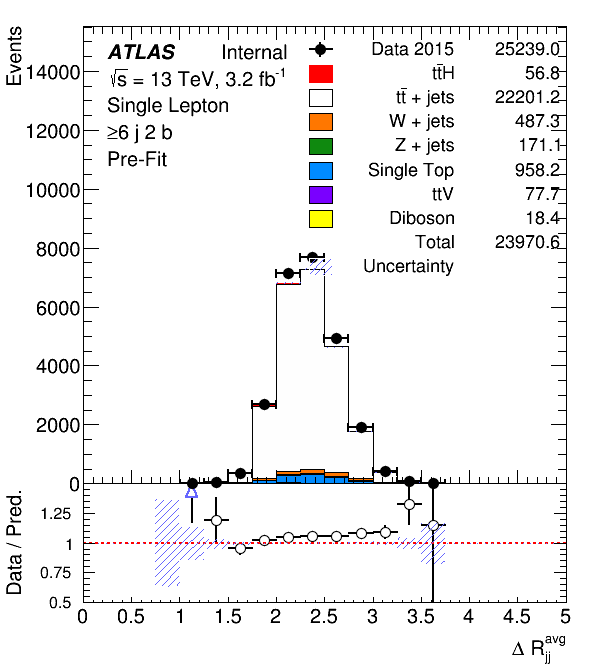 Events
14000
12000
10000
8000
6000
4000
2000
0
ATLAS Internal
√s = 13 TeV, 3.2 fb⁻¹
Single Lepton
≥6 j 2 b
Pre-Fit
Data 2015 25239.0
tt̄H 56.8
tt̄ + jets 22201.2
W + jets 487.3
Z + jets 171.1
Single Top 958.2
ttV 77.7
Diboson 18.4
Total 23970.6
Uncertainty
Data / Pred.
1.25
1
0.75
0.5
0 0.5 1 1.5 2 2.5 3 3.5 4 4.5 5
Δ R_jj^avg